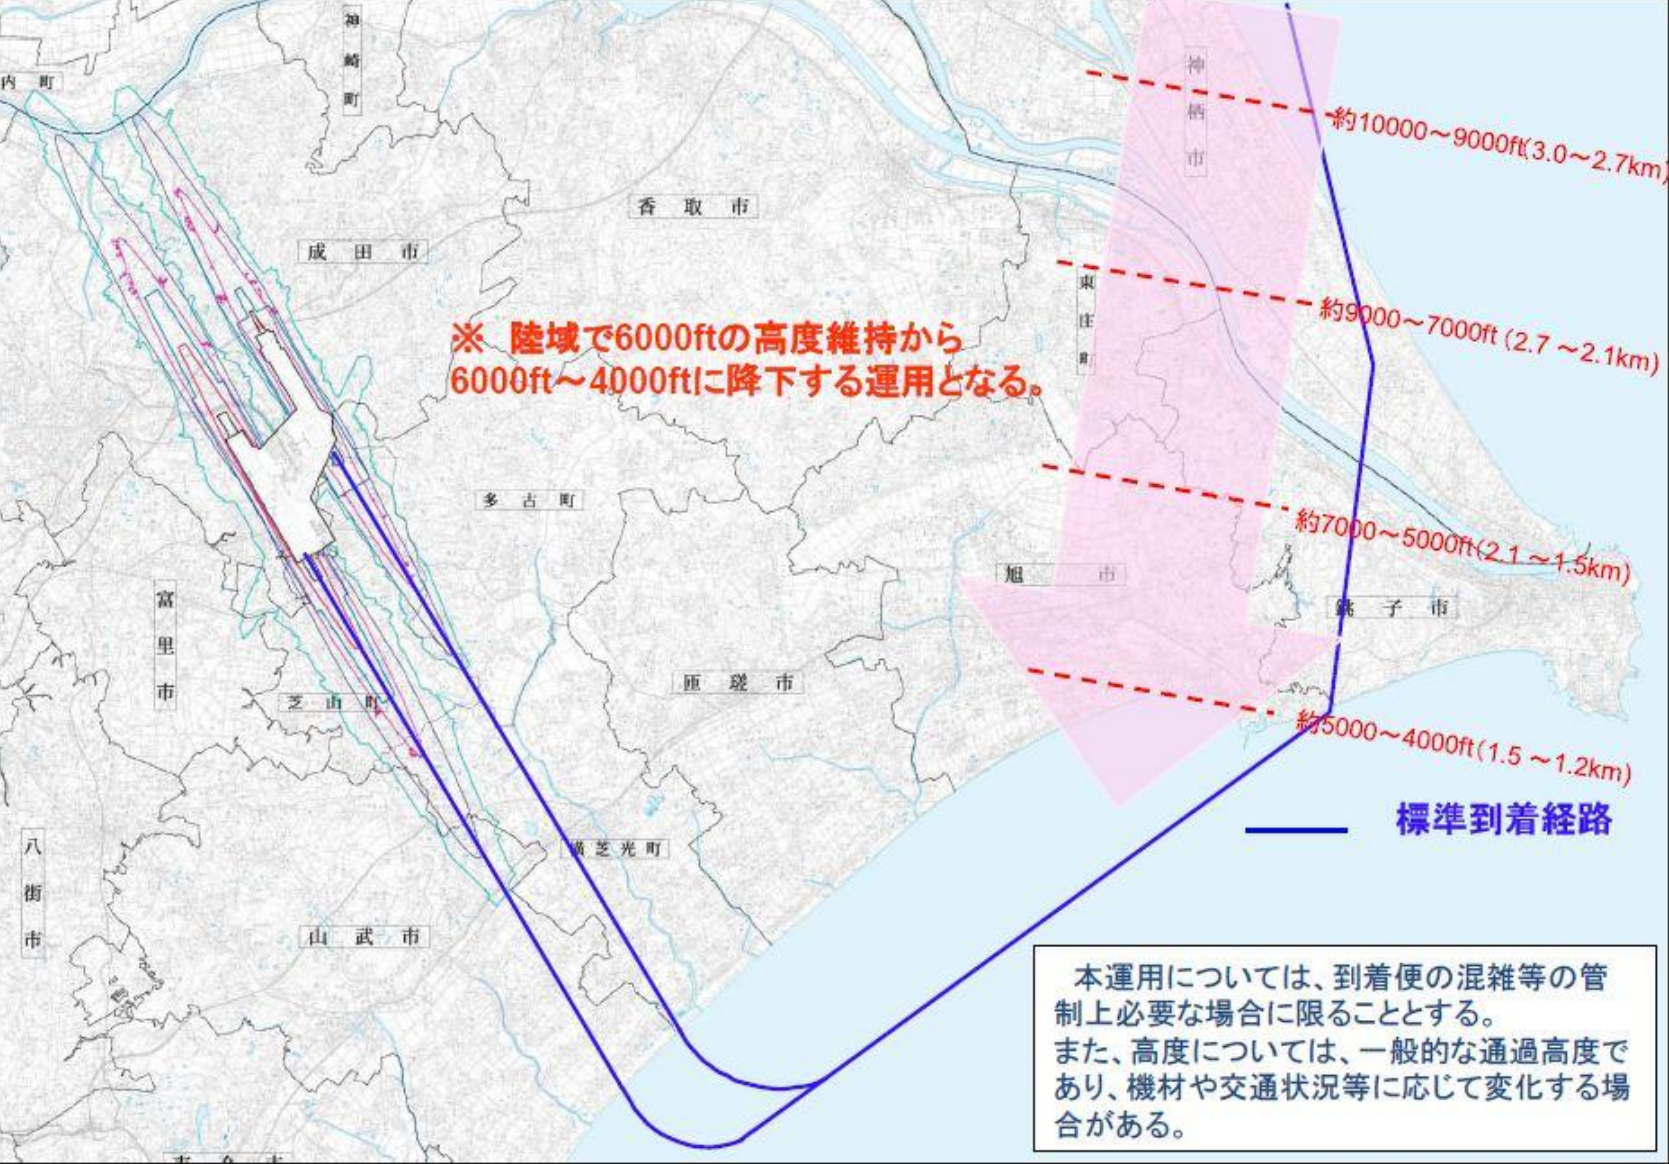 神崎町
内町
神栖市
約10000～9000ft(3.0～2.7km)
香取市
成田市
東庄町
約9000～7000ft (2.7 ～2.1km)
※ 陸域で6000ftの高度維持から
6000ft～4000ftに降下する運用となる。
多古町
約7000～5000ft(2.1 ～1.5km)
旭市
銚子市
富里市
匝瑳市
芝山町
約5000～4000ft(1.5 ～1.2km)
標準到着経路
横芝光町
八街市
山武市
本運用については、到着便の混雑等の管
制上必要な場合に限ることとする。
また、高度については、一般的な通過高度で
あり、機材や交通状況等に応じて変化する場
合がある。